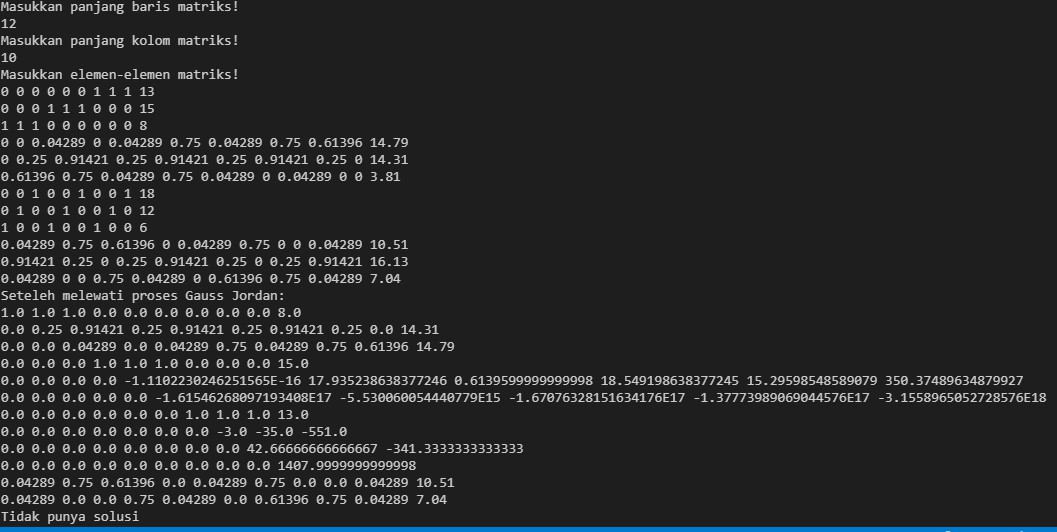 Masukkan panjang baris matriks!
12
Masukkan panjang kolom matriks!
10
Masukkan elemen-elemen matriks!
0 0 0 0 0 0 1 1 1 13
0 0 0 1 1 1 0 0 0 15
1 1 1 0 0 0 0 0 0 8
0 0 0.04289 0 0.04289 0.75 0.04289 0.75 0.61396 14.79
0 0.25 0.91421 0.25 0.91421 0.25 0.91421 0.25 0 14.31
0.61396 0.75 0.04289 0.75 0.04289 0 0.04289 0 0 3.81
0 0 1 0 0 1 0 0 1 18
0 1 0 0 1 0 0 1 0 12
1 0 0 1 0 0 1 0 0 6
0.04289 0.75 0.61396 0 0.04289 0.75 0 0 0.04289 10.51
0.91421 0.25 0 0.25 0.91421 0.25 0 0.25 0.91421 16.13
0.04289 0 0 0.75 0.04289 0 0.61396 0.75 0.04289 7.04
Seteleh melewati proses Gauss Jordan:
1.0 1.0 1.0 0.0 0.0 0.0 0.0 0.0 0.0 8.0
0.0 0.25 0.91421 0.25 0.91421 0.25 0.91421 0.25 0.0 14.31
0.0 0.0 0.04289 0.0 0.04289 0.75 0.04289 0.75 0.61396 14.79
0.0 0.0 0.0 1.0 1.0 1.0 0.0 0.0 0.0 15.0
0.0 0.0 0.0 0.0 -1.1102230246251565E-16 17.935238638377246 0.6139599999999998 18.549198638377245 15.29598548589079 350.37489634879927
0.0 0.0 0.0 0.0 0.0 -1.61546268097193408E17 -5.530060054440779E15 -1.67076328151634176E17 -1.37773989069044576E17 -3.1558965052728576E18
0.0 0.0 0.0 0.0 0.0 0.0 1.0 1.0 1.0 13.0
0.0 0.0 0.0 0.0 0.0 0.0 0.0 -3.0 -35.0 -551.0
0.0 0.0 0.0 0.0 0.0 0.0 0.0 0.0 42.66666666666667 -341.3333333333333
0.0 0.0 0.0 0.0 0.0 0.0 0.0 0.0 0.0 1407.9999999999998
0.04289 0.75 0.61396 0.0 0.04289 0.75 0.0 0.0 0.04289 10.51
0.04289 0.0 0.0 0.75 0.04289 0.0 0.61396 0.75 0.04289 7.04
Tidak punya solusi